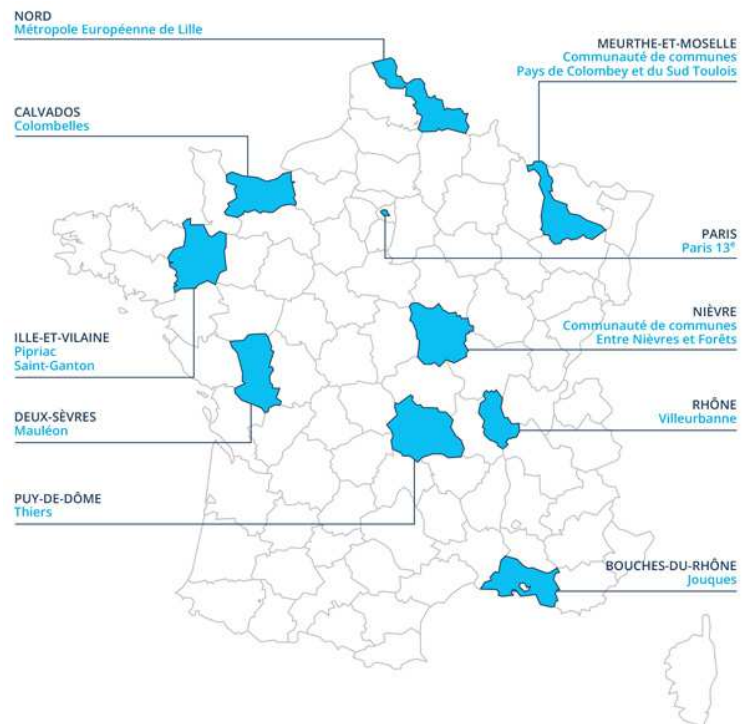 NORD
Métropole Européenne de Lille
MEURTHE-ET-MOSELLE
Communauté de communes
Pays de Colombey et du Sud Toulois
CALVADOS
Colombelles
PARIS
Paris 13e
NIÈVRE
Communauté de communes
Entre Nièvres et Forêts
ILLE-ET-VILAINE
Pipriac
Saint-Ganton
RHÔNE
Villeurbanne
DEUX-SÈVRES
Mauléon
PUY-DE-DÔME
Thiers
BOUCHES-DU-RHÔNE
Jouques